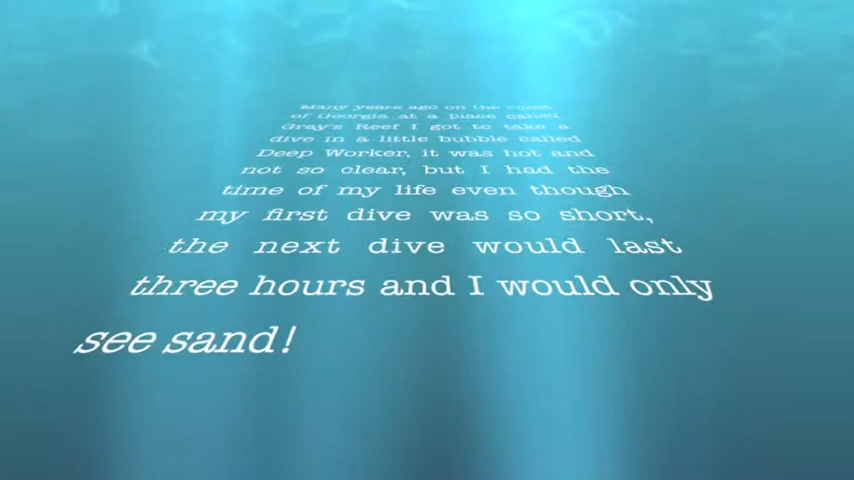 Many years ago on the coast
of Georgia at a place called
Gray's Reef I got to take a
dive in a little bubble called
Deep Worker, it was hot and
not so clear, but I had the
time of my life even though
my first dive was so short,
the next dive would last
three hours and I would only
see sand!